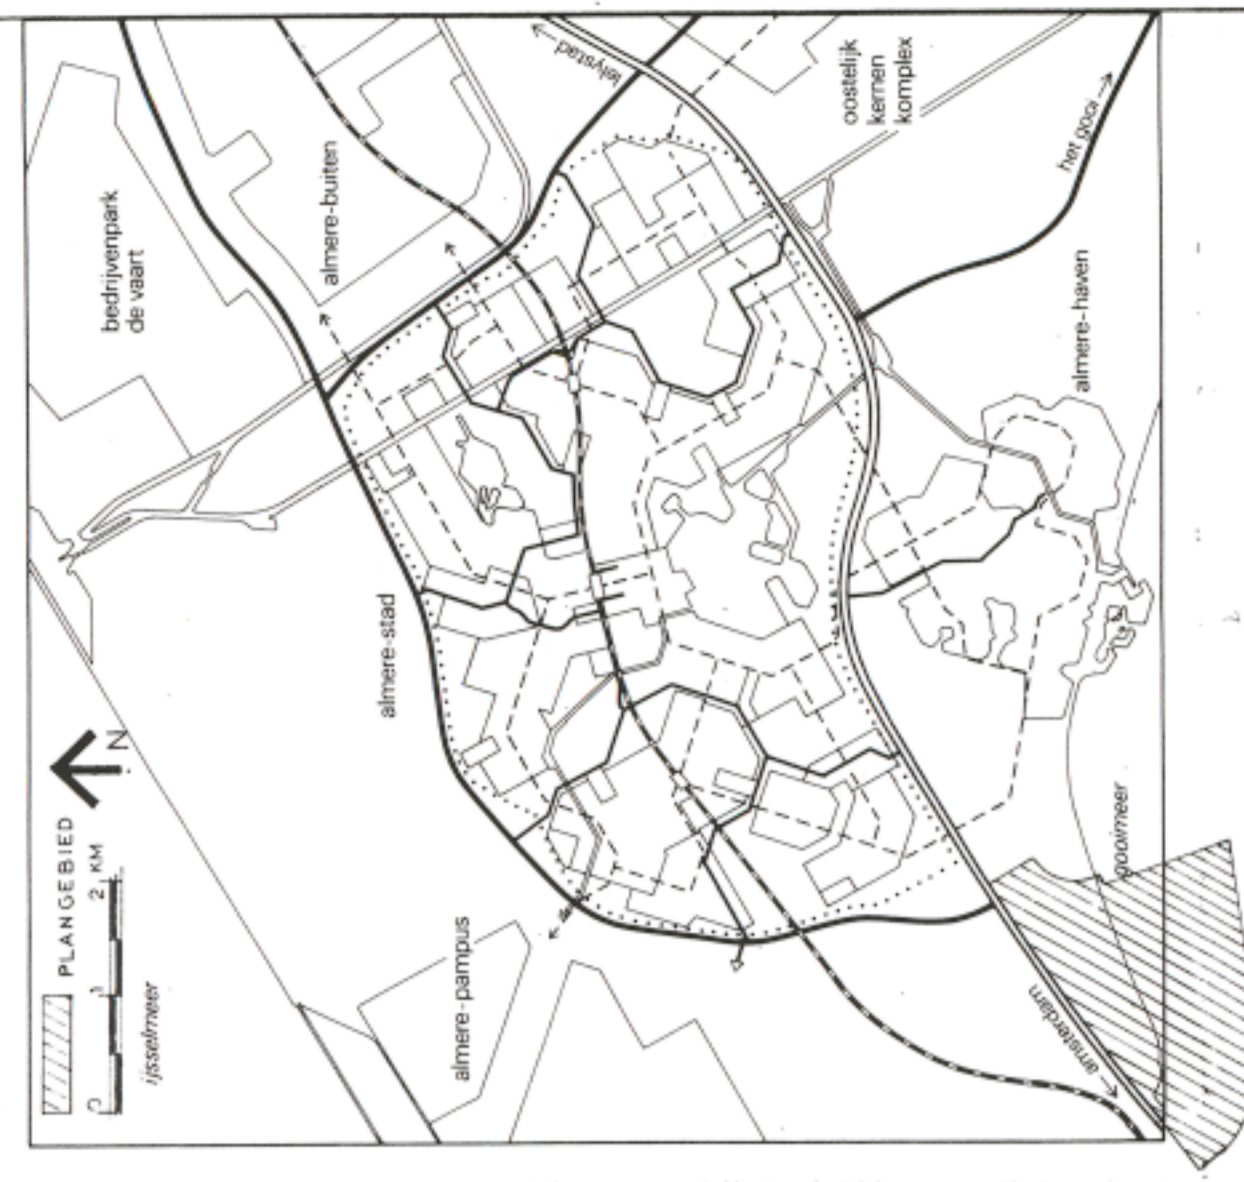 lelystad
oostelijk
kernen
komplex
almere-buiten
bedrijvenpark
de vaart
het gooi
almere-haven
almere-stad
N
PLANGEBIED
2 KM
1
0
ijsselmeer
almere-pampus
gooimeer
amsterdam